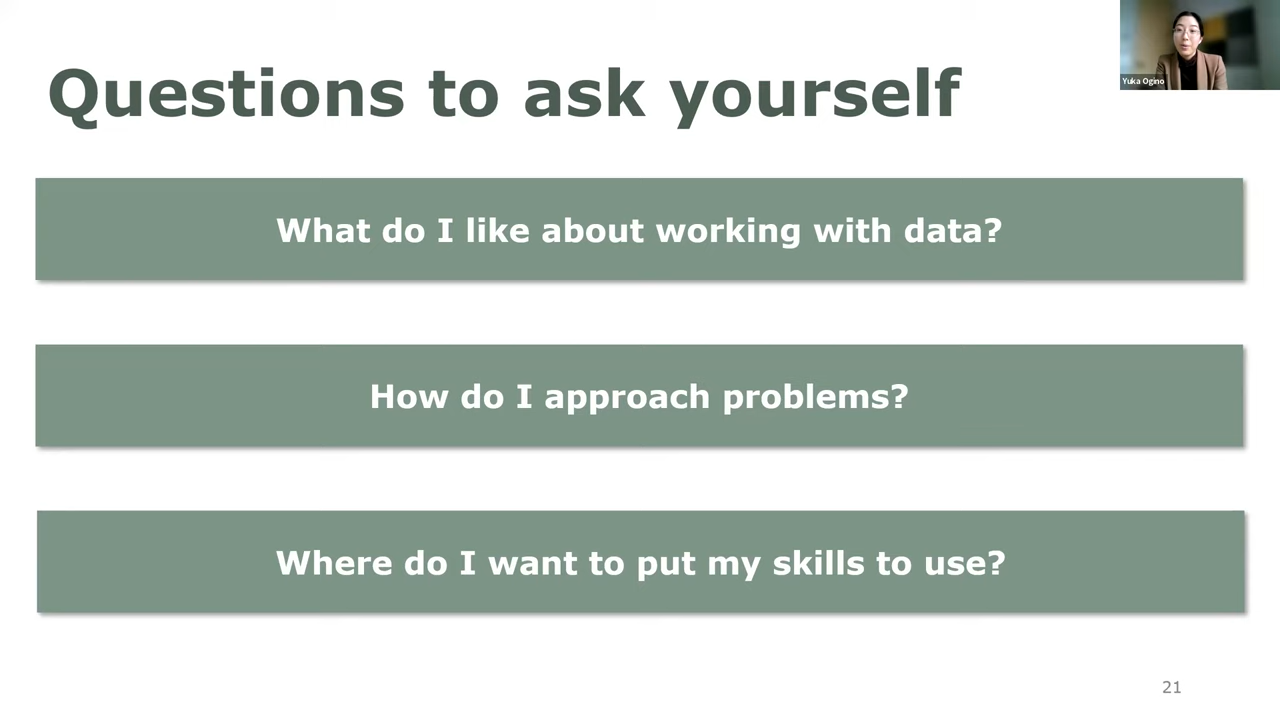 Questions to ask yourself
Yuka Ogino
What do I like about working with data?
How do I approach problems?
Where do I want to put my skills to use?
21